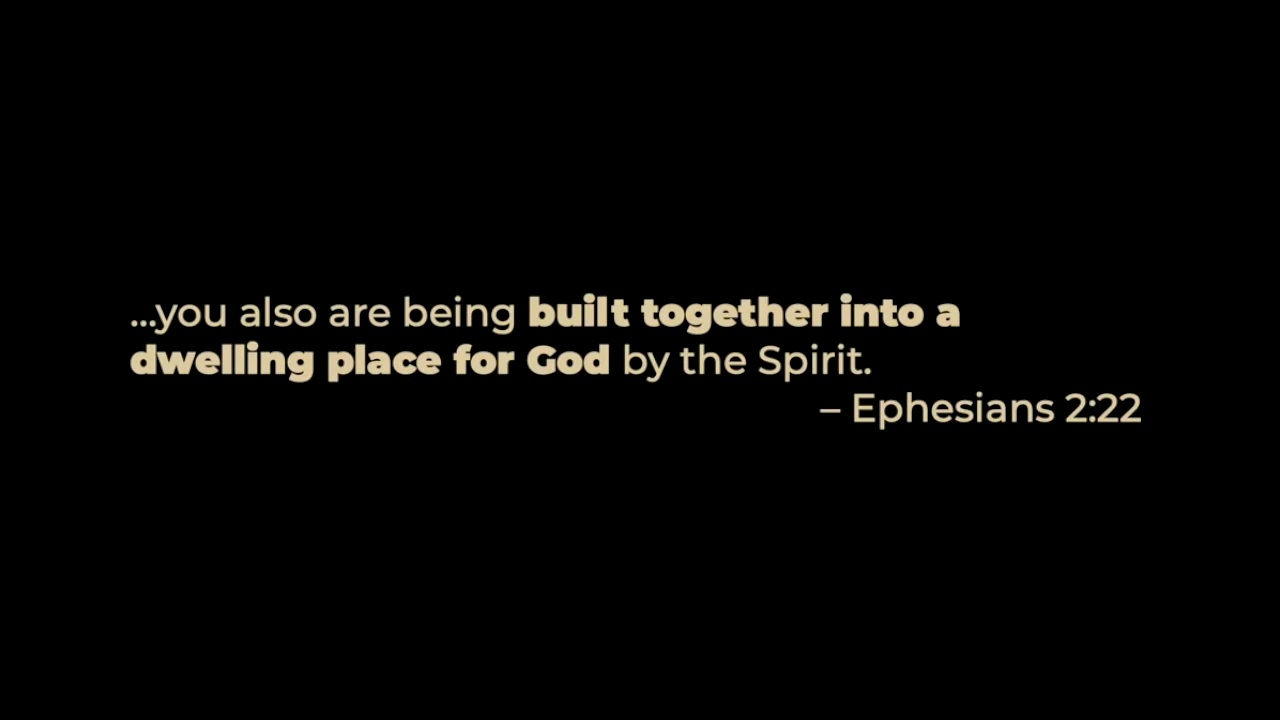 ...you also are being built together into a
dwelling place for God by the Spirit.
– Ephesians 2:22